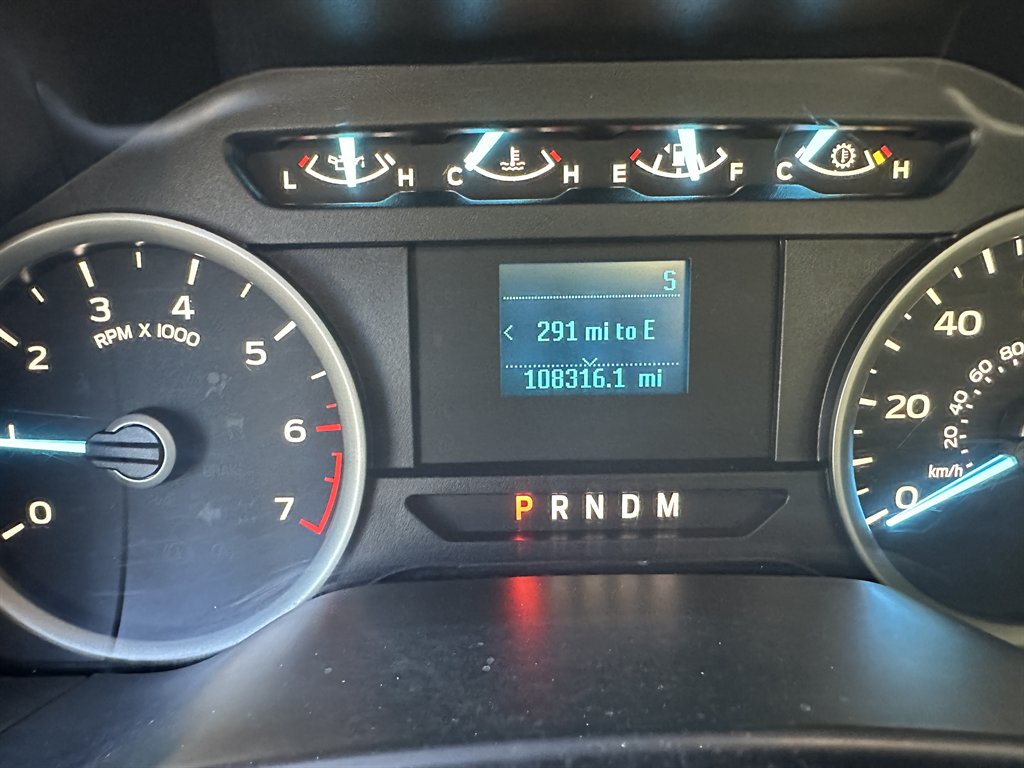 L H C H E F C H
S
< 291 mi to E
108316.1 mi
0 1 2 3 4 5 6 7
RPM X 1000
0 20 40
km/h 20 40 60 80
P R N D M